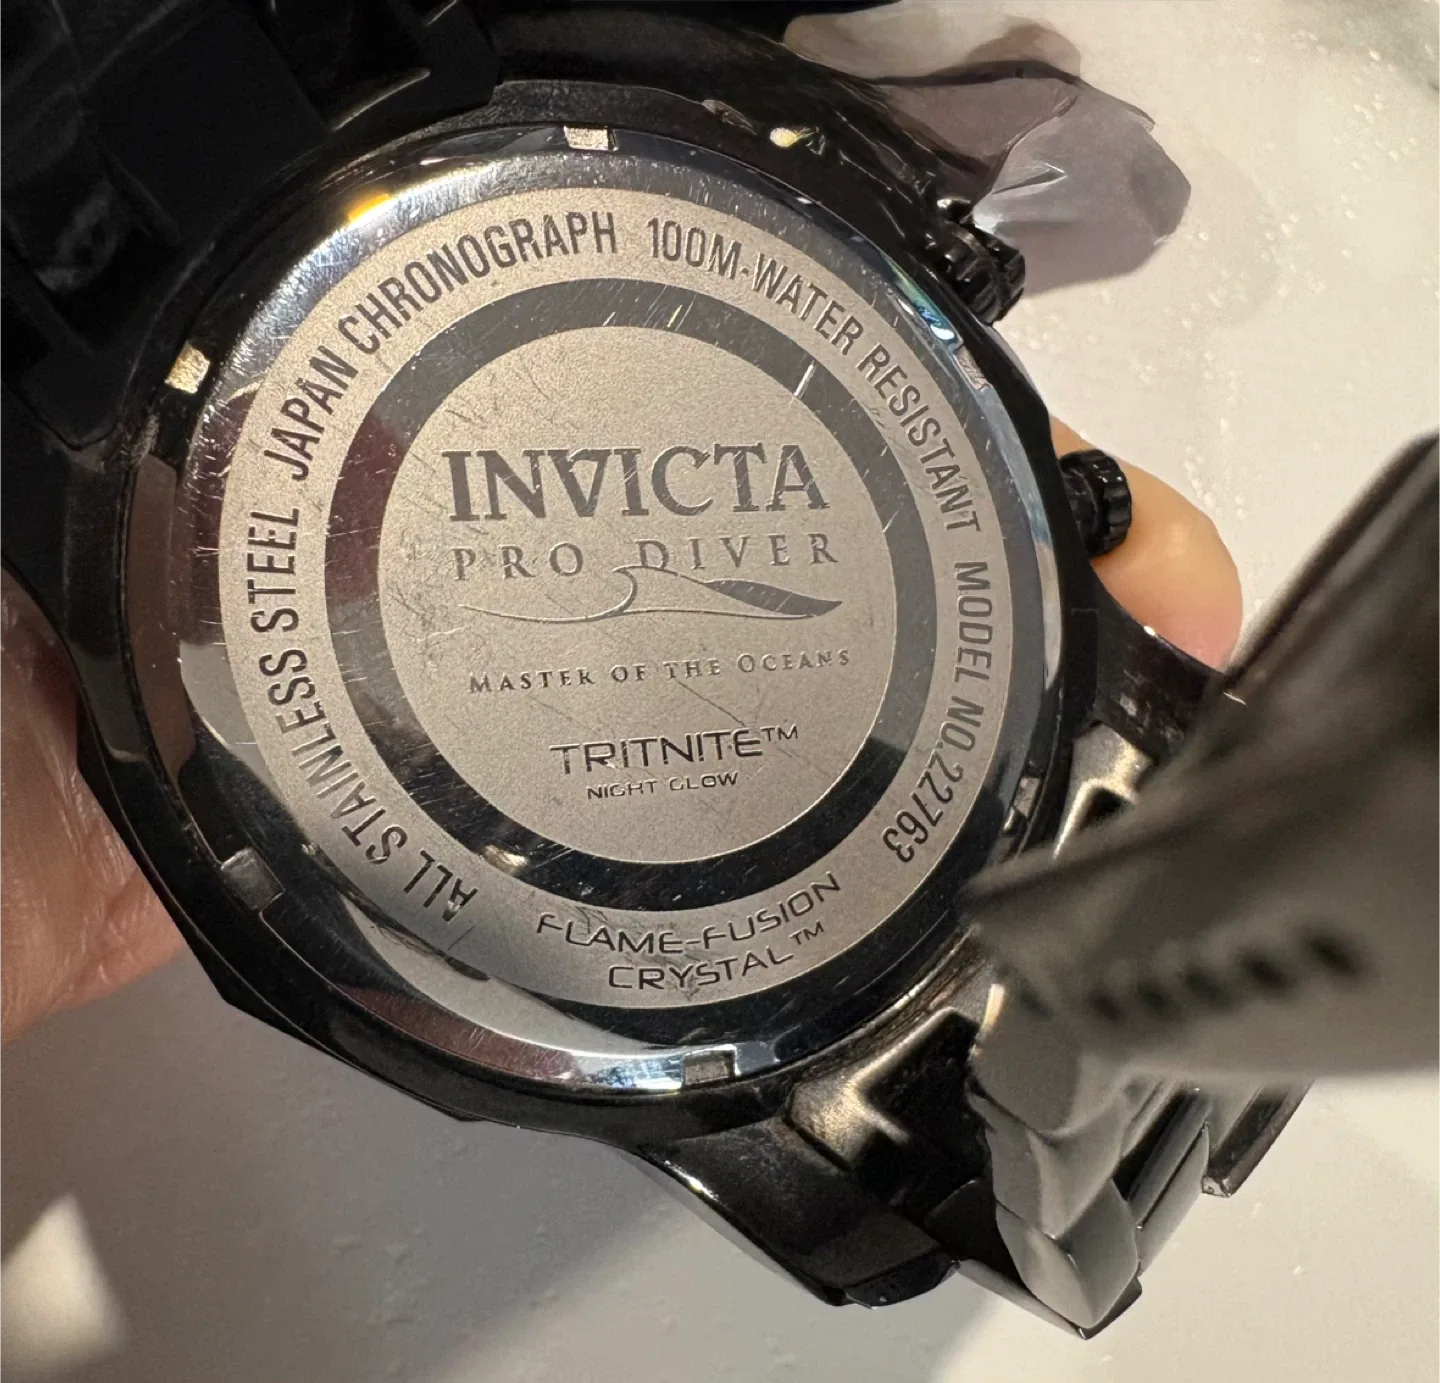 INVICTA
PRO DIVER
MASTER OF THE OCEANS
TRITNITE™
NIGHT GLOW
ALL STAINLESS STEEL JAPAN CHRONOGRAPH 100M-WATER RESISTANT MODEL NO.22763
FLAME-FUSION
CRYSTAL™